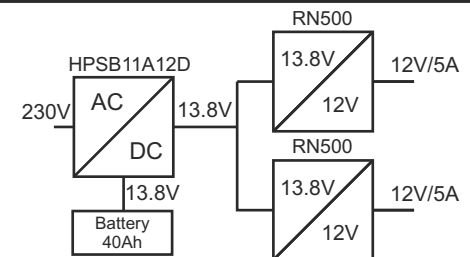 RN500
13.8V
12V
12V/5A
HPSB11A12D
230V
AC
DC
13.8V
13.8V
Battery
40Ah
RN500
13.8V
12V
12V/5A